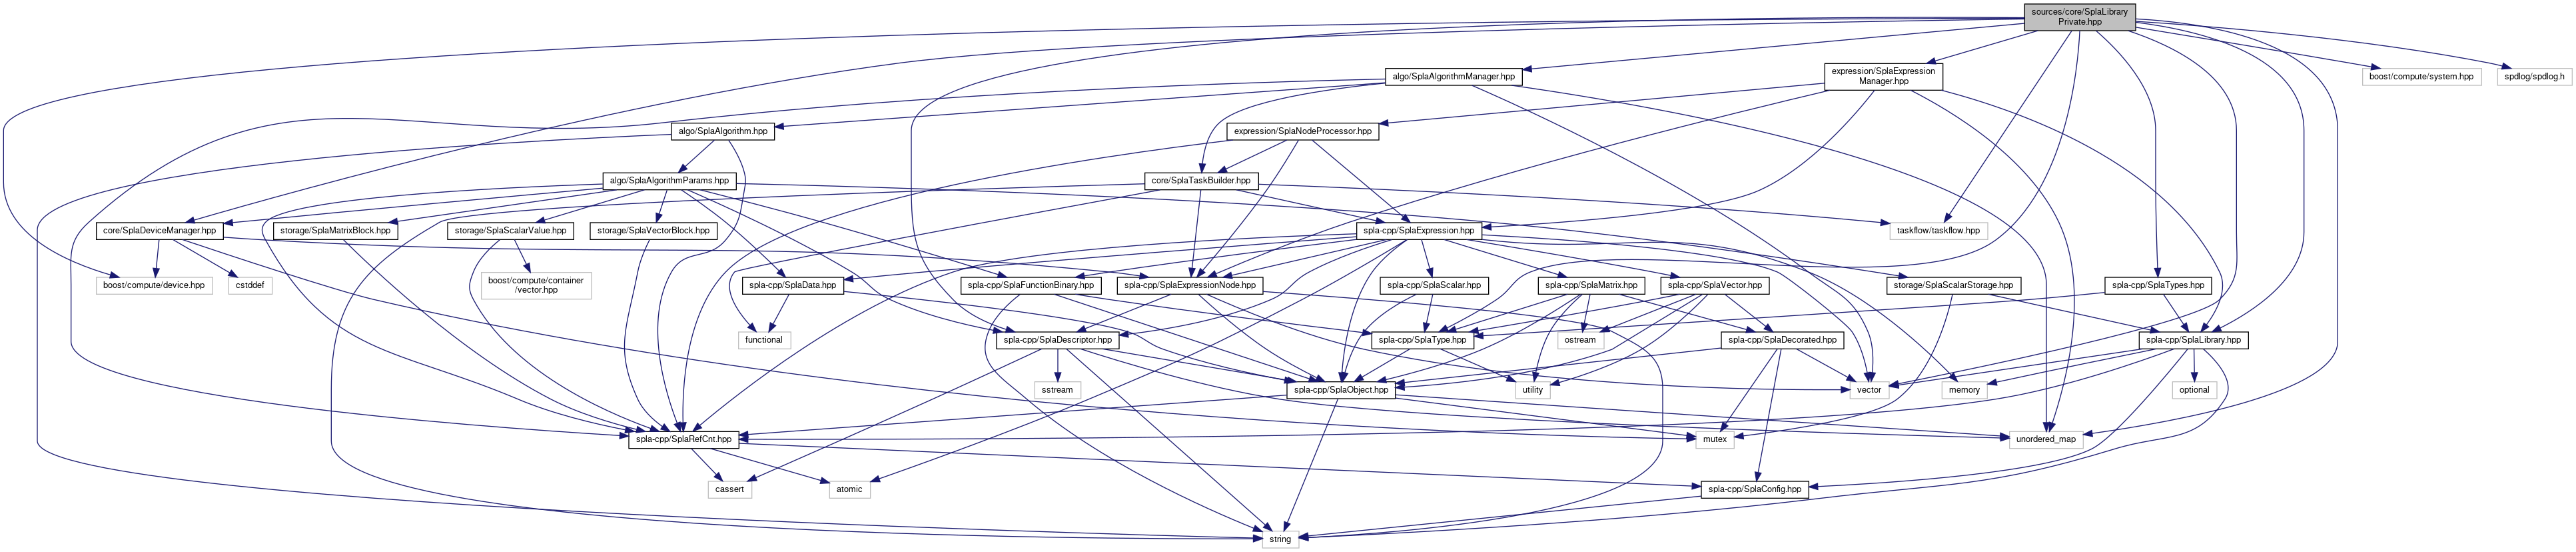 sources/core/SplaLibrary
Private.hpp
algo/SplaAlgorithmManager.hpp
expression/SplaExpression
Manager.hpp
boost/compute/system.hpp
spdlog/spdlog.h
algo/SplaAlgorithm.hpp
expression/SplaNodeProcessor.hpp
algo/SplaAlgorithmParams.hpp
core/SplaTaskBuilder.hpp
core/SplaDeviceManager.hpp
storage/SplaMatrixBlock.hpp
storage/SplaScalarValue.hpp
storage/SplaVectorBlock.hpp
spla-cpp/SplaExpression.hpp
taskflow/taskflow.hpp
boost/compute/device.hpp
cstddef
boost/compute/container
/vector.hpp
spla-cpp/SplaData.hpp
spla-cpp/SplaFunctionBinary.hpp
spla-cpp/SplaExpressionNode.hpp
spla-cpp/SplaScalar.hpp
spla-cpp/SplaMatrix.hpp
spla-cpp/SplaVector.hpp
storage/SplaScalarStorage.hpp
spla-cpp/SplaTypes.hpp
functional
spla-cpp/SplaDescriptor.hpp
spla-cpp/SplaType.hpp
ostream
spla-cpp/SplaDecorated.hpp
spla-cpp/SplaLibrary.hpp
sstream
spla-cpp/SplaObject.hpp
utility
vector
memory
optional
spla-cpp/SplaRefCnt.hpp
mutex
unordered_map
cassert
atomic
spla-cpp/SplaConfig.hpp
string